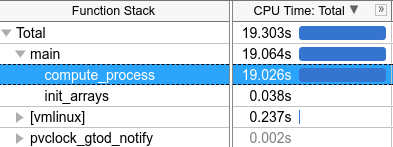 Function Stack CPU Time: Total
Total 19.303s
main 19.064s
compute_process 19.026s
init_arrays 0.038s
[vmlinux] 0.237s
pvclock_gtod_notify 0.002s